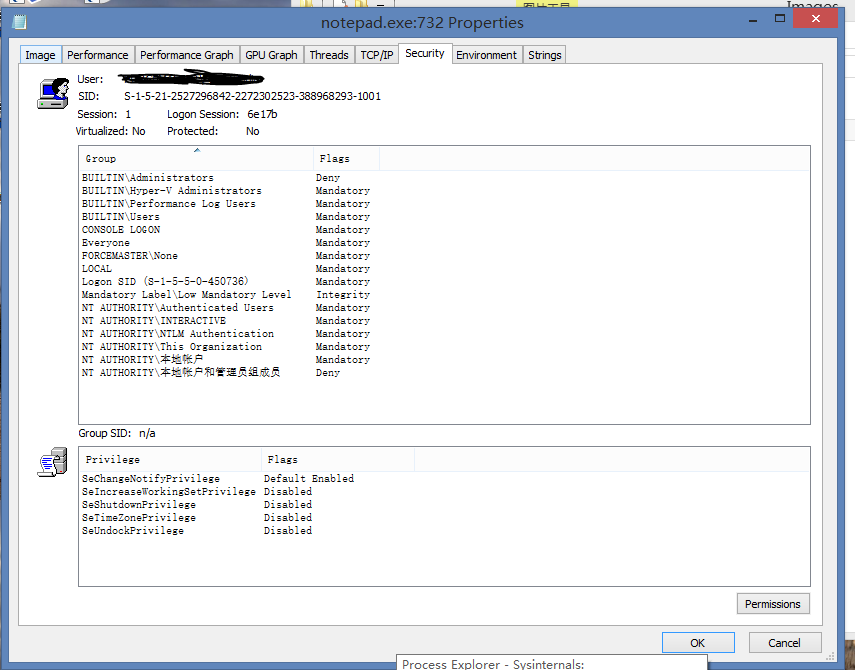 图片工具
Images
notepad.exe:732 Properties
Image Performance Performance Graph GPU Graph Threads TCP/IP Security Environment Strings
User:
SID: S-1-5-21-2527296842-2272302523-388968293-1001
Session: 1 Logon Session: 6e17b
Virtualized: No Protected: No
Group Flags
BUILTIN\Administrators Deny
BUILTIN\Hyper-V Administrators Mandatory
BUILTIN\Performance Log Users Mandatory
BUILTIN\Users Mandatory
CONSOLE LOGON Mandatory
Everyone Mandatory
FORCEMASTER\None Mandatory
LOCAL Mandatory
Logon SID (S-1-5-5-0-450736) Mandatory
Mandatory Label\Low Mandatory Level Integrity
NT AUTHORITY\Authenticated Users Mandatory
NT AUTHORITY\INTERACTIVE Mandatory
NT AUTHORITY\NTLM Authentication Mandatory
NT AUTHORITY\This Organization Mandatory
NT AUTHORITY\本地帐户 Mandatory
NT AUTHORITY\本地帐户和管理员组成员 Deny
Group SID: n/a
Privilege Flags
SeChangeNotifyPrivilege Default Enabled
SeIncreaseWorkingSetPrivilege Disabled
SeShutdownPrivilege Disabled
SeTimeZonePrivilege Disabled
SeUndockPrivilege Disabled
Permissions
OK Cancel
Process Explorer - Sysinternals: